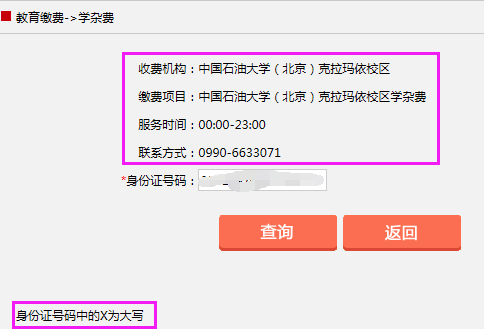 教育缴费->学杂费
收费机构：中国石油大学（北京）克拉玛依校区
缴费项目：中国石油大学（北京）克拉玛依校区学杂费
服务时间：00:00-23:00
联系方式：0990-6633071
*身份证号码：
查询 返回
身份证号码中的X为大写